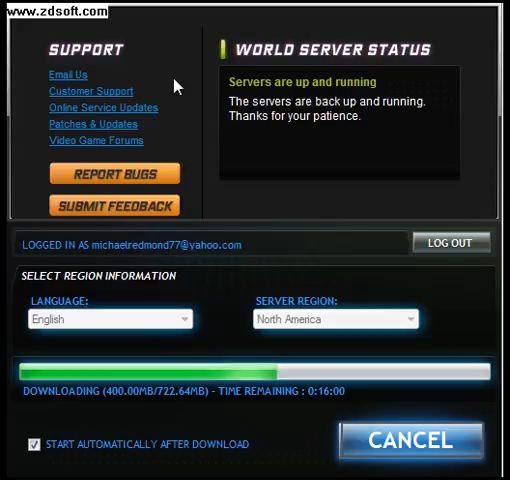 www.zdsoft.com
SUPPORT
Email Us
Customer Support
Online Service Updates
Patches & Updates
Video Game Forums
REPORT BUGS
SUBMIT FEEDBACK
WORLD SERVER STATUS
Servers are up and running
The servers are back up and running.
Thanks for your patience.
LOGGED IN AS michaelredmond77@yahoo.com
LOG OUT
SELECT REGION INFORMATION
LANGUAGE:
English
SERVER REGION:
North America
DOWNLOADING (400.00MB/722.64MB) - TIME REMAINING : 0:16:00
START AUTOMATICALLY AFTER DOWNLOAD
CANCEL